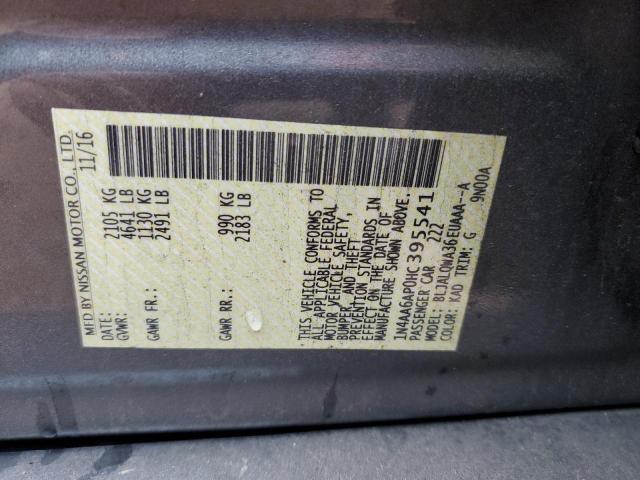 MFD BY NISSAN MOTOR CO., LTD.
DATE: 11/16
GVWR: 2105 KG
4641 LB
GAWR FR: 1130 KG
2491 LB
GAWR RR: 990 KG
2183 LB
THIS VEHICLE CONFORMS TO
ALL APPLICABLE FEDERAL
MOTOR VEHICLE SAFETY,
BUMPER, AND THEFT
PREVENTION STANDARDS IN
EFFECT ON THE DATE OF
MANUFACTURE SHOWN ABOVE.
1N4AA6AP0HC395541
PASSENGER CAR 222
MODEL: BLJALQWA36EUAAA--A
COLOR: KAD TRIM: G 9N00A